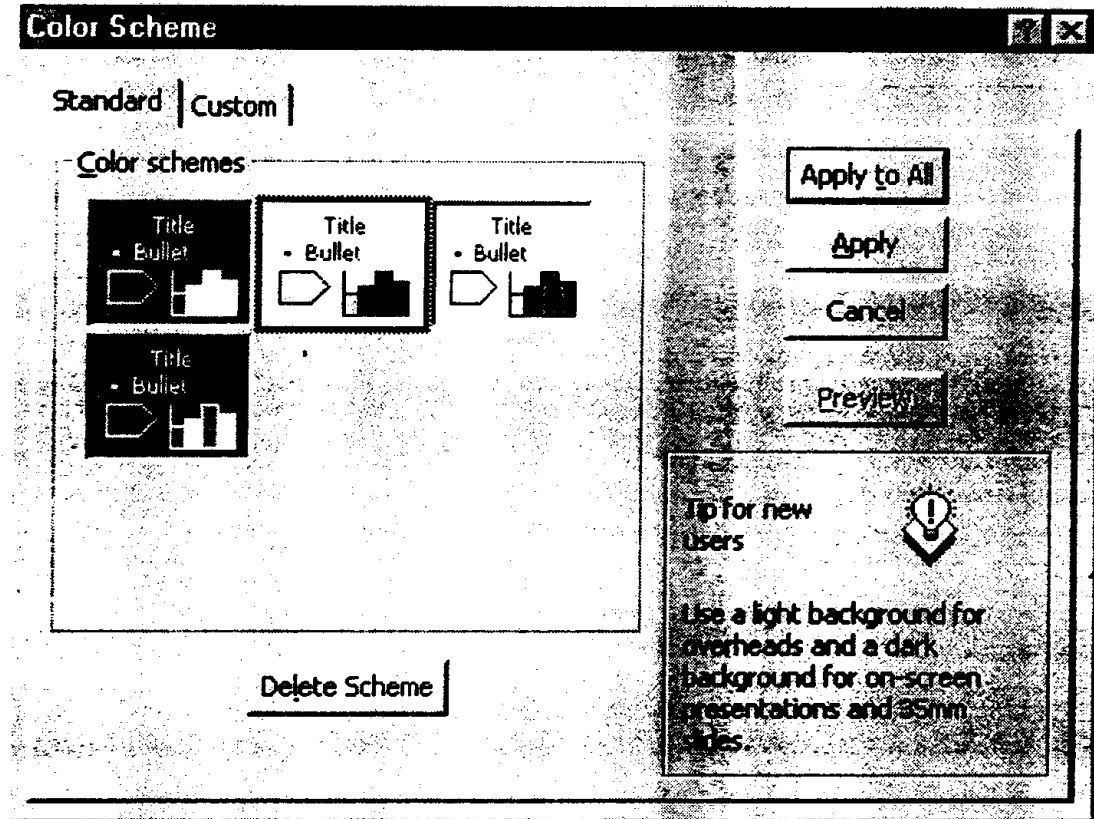 Color Scheme
Standard Custom
Color schemes
Title
• Bullet
Title
• Bullet
Title
• Bullet
Title
• Bullet
Delete Scheme
Apply to All
Apply
Cancel
Preview
Tip for new
users
Use a light background for
overheads and a dark
background for on-screen
presentations and 35mm
slides.